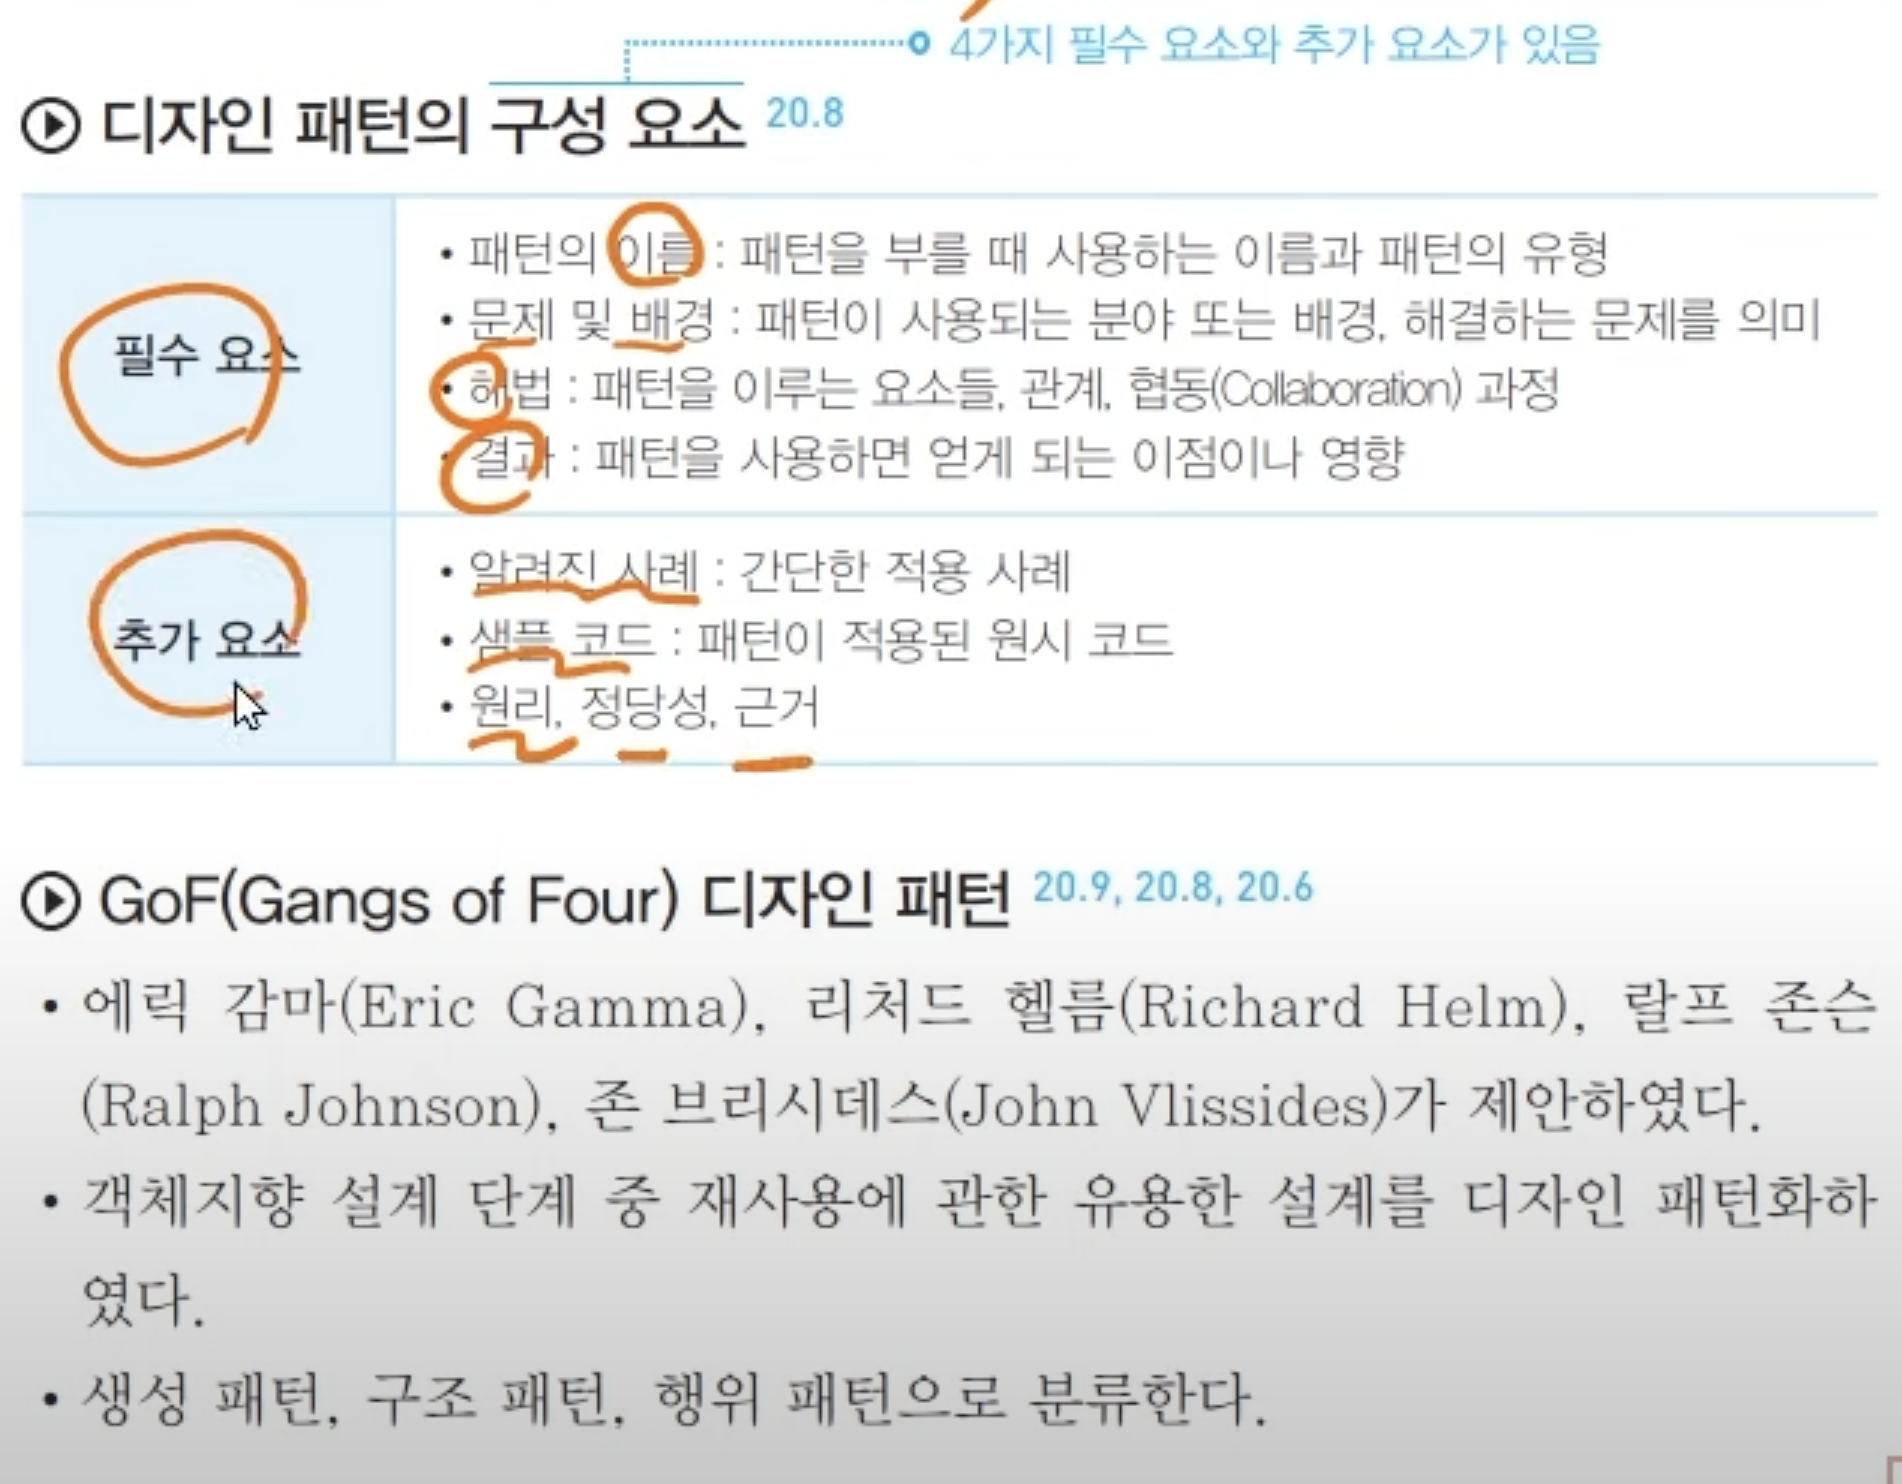 4가지 필수 요소와 추가 요소가 있음
디자인 패턴의 구성 요소 20.8
필수 요소
• 패턴의 이름 : 패턴을 부를 때 사용하는 이름과 패턴의 유형
• 문제 및 배경 : 패턴이 사용되는 분야 또는 배경, 해결하는 문제를 의미
• 해법 : 패턴을 이루는 요소들, 관계, 협동(Collaboration) 과정
• 결과 : 패턴을 사용하면 얻게 되는 이점이나 영향
추가 요소
• 알려진 사례 : 간단한 적용 사례
• 샘플 코드 : 패턴이 적용된 원시 코드
• 원리, 정당성, 근거
GoF(Gangs of Four) 디자인 패턴 20.9, 20.8, 20.6
• 에릭 감마(Eric Gamma), 리처드 헬름(Richard Helm), 랄프 존슨
(Ralph Johnson), 존 브리시데스(John Vlissides)가 제안하였다.
• 객체지향 설계 단계 중 재사용에 관한 유용한 설계를 디자인 패턴화하
였다.
• 생성 패턴, 구조 패턴, 행위 패턴으로 분류한다.